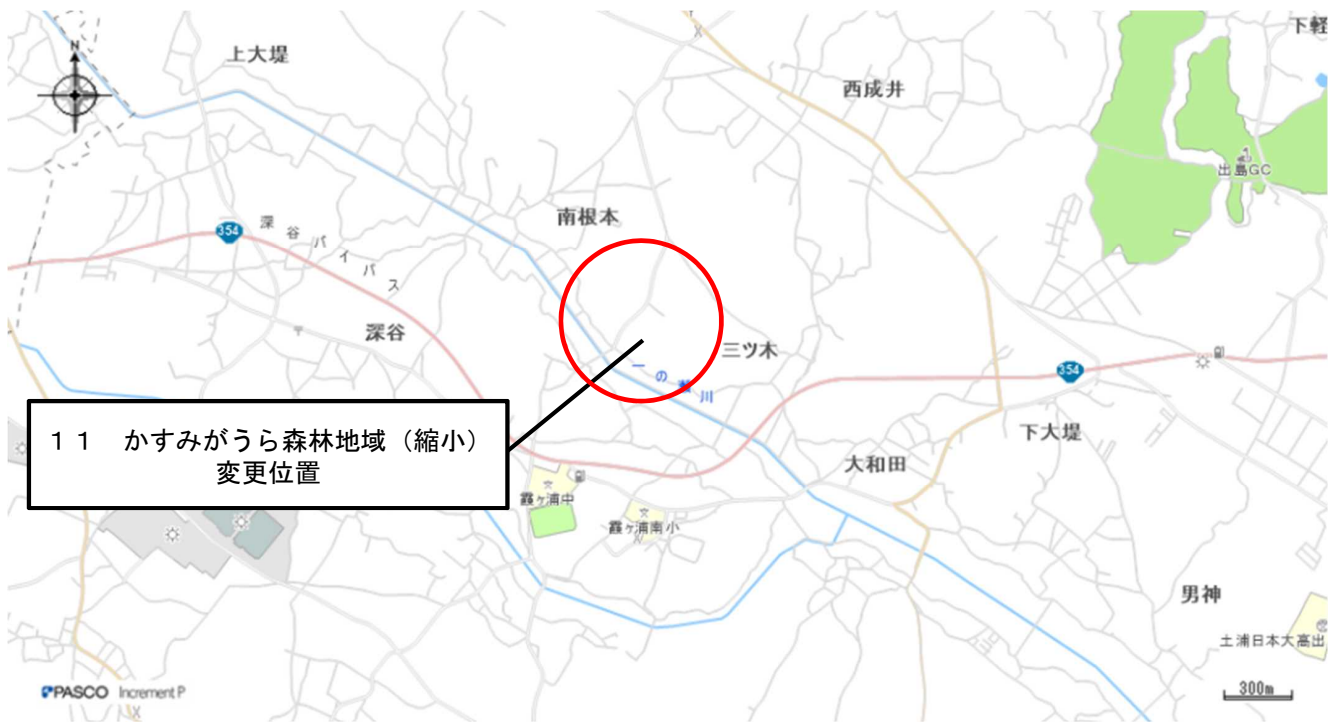 下軽
N
上大堤
西成井
出島GC
南根本
354
深谷バイパス
深谷
三ツ木
一の瀬川
354
11　かすみがうら森林地域（縮小）
変更位置
下大堤
大和田
霞ヶ浦中
霞ヶ浦南小
男神
土浦日本大高出
PASCO Increment P
300m